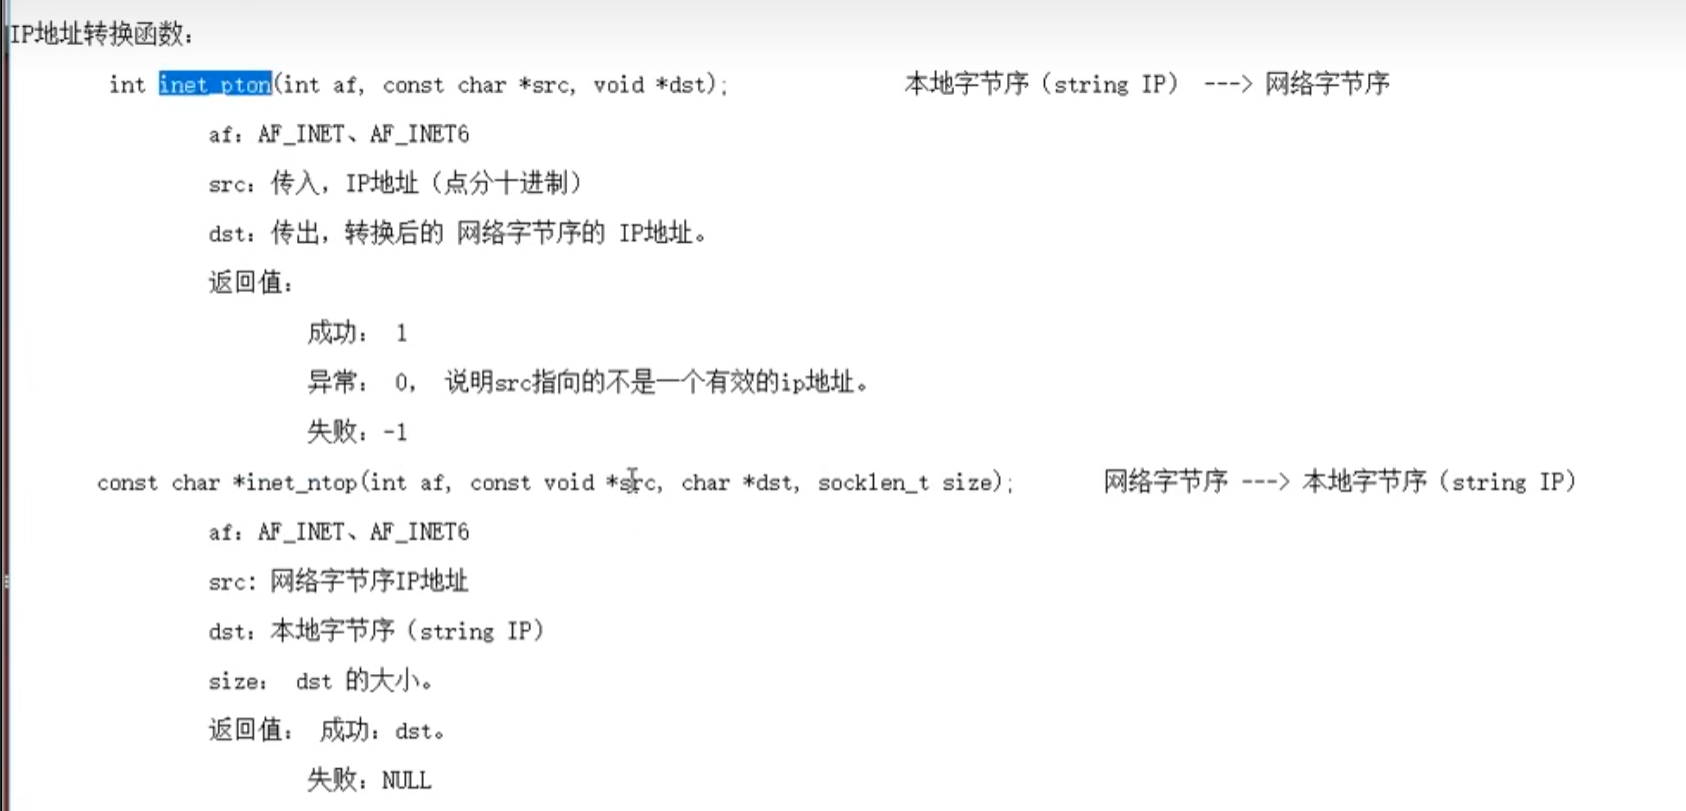 IP地址转换函数：
int inet_pton(int af, const char *src, void *dst); 本地字节序（string IP） ---> 网络字节序
af：AF_INET、AF_INET6
src：传入，IP地址（点分十进制）
dst：传出，转换后的 网络字节序的 IP地址。
返回值：
成功： 1
异常： 0， 说明src指向的不是一个有效的ip地址。
失败：-1
const char *inet_ntop(int af, const void *src, char *dst, socklen_t size); 网络字节序 ---> 本地字节序（string IP）
af：AF_INET、AF_INET6
src: 网络字节序IP地址
dst：本地字节序（string IP）
size： dst 的大小。
返回值： 成功：dst。
失败：NULL